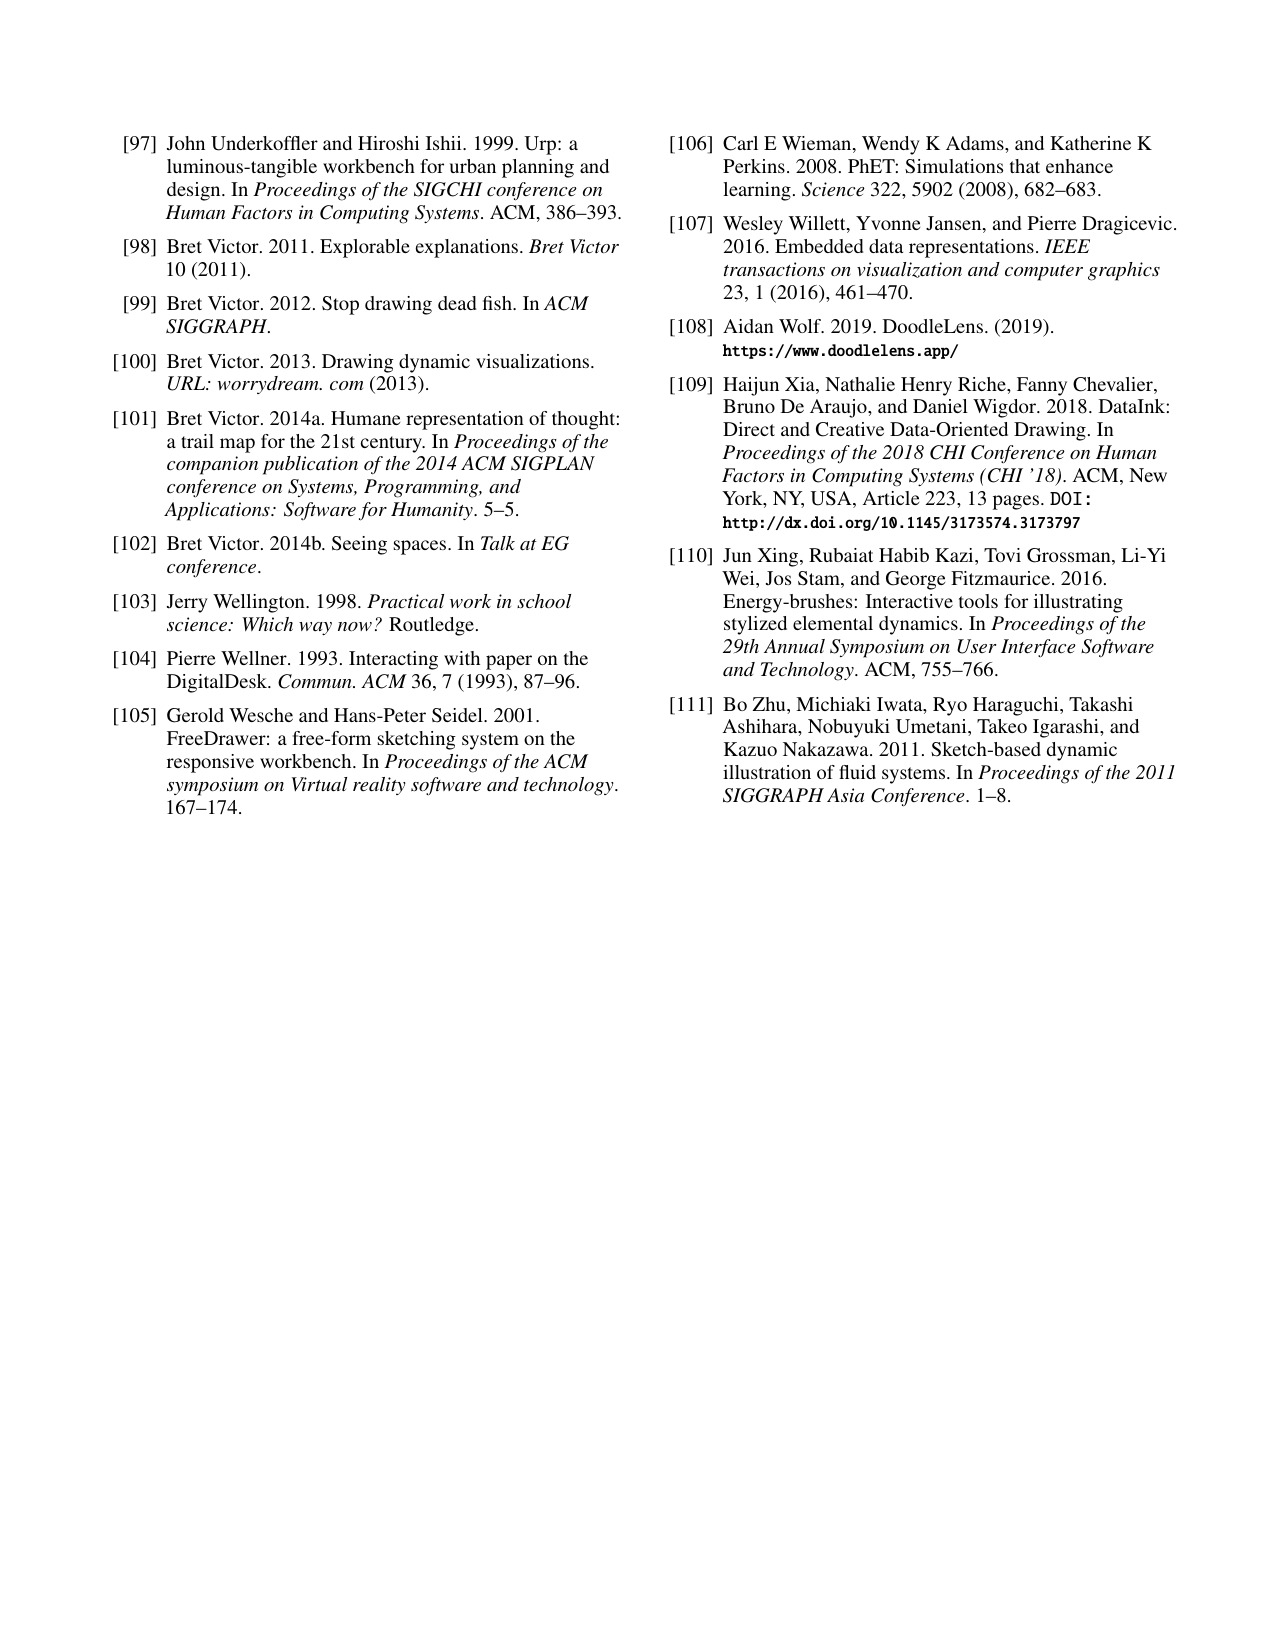 [97] John Underkoffler and Hiroshi Ishii. 1999. Urp: a
luminous-tangible workbench for urban planning and
design. In Proceedings of the SIGCHI conference on
Human Factors in Computing Systems. ACM, 386–393.
[98] Bret Victor. 2011. Explorable explanations. Bret Victor
10 (2011).
[99] Bret Victor. 2012. Stop drawing dead fish. In ACM
SIGGRAPH.
[100] Bret Victor. 2013. Drawing dynamic visualizations.
URL: worrydream. com (2013).
[101] Bret Victor. 2014a. Humane representation of thought:
a trail map for the 21st century. In Proceedings of the
companion publication of the 2014 ACM SIGPLAN
conference on Systems, Programming, and
Applications: Software for Humanity. 5–5.
[102] Bret Victor. 2014b. Seeing spaces. In Talk at EG
conference.
[103] Jerry Wellington. 1998. Practical work in school
science: Which way now? Routledge.
[104] Pierre Wellner. 1993. Interacting with paper on the
DigitalDesk. Commun. ACM 36, 7 (1993), 87–96.
[105] Gerold Wesche and Hans-Peter Seidel. 2001.
FreeDrawer: a free-form sketching system on the
responsive workbench. In Proceedings of the ACM
symposium on Virtual reality software and technology.
167–174.
[106] Carl E Wieman, Wendy K Adams, and Katherine K
Perkins. 2008. PhET: Simulations that enhance
learning. Science 322, 5902 (2008), 682–683.
[107] Wesley Willett, Yvonne Jansen, and Pierre Dragicevic.
2016. Embedded data representations. IEEE
transactions on visualization and computer graphics
23, 1 (2016), 461–470.
[108] Aidan Wolf. 2019. DoodleLens. (2019).
https://www.doodlelens.app/
[109] Haijun Xia, Nathalie Henry Riche, Fanny Chevalier,
Bruno De Araujo, and Daniel Wigdor. 2018. DataInk:
Direct and Creative Data-Oriented Drawing. In
Proceedings of the 2018 CHI Conference on Human
Factors in Computing Systems (CHI ’18). ACM, New
York, NY, USA, Article 223, 13 pages. DOI:
http://dx.doi.org/10.1145/3173574.3173797
[110] Jun Xing, Rubaiat Habib Kazi, Tovi Grossman, Li-Yi
Wei, Jos Stam, and George Fitzmaurice. 2016.
Energy-brushes: Interactive tools for illustrating
stylized elemental dynamics. In Proceedings of the
29th Annual Symposium on User Interface Software
and Technology. ACM, 755–766.
[111] Bo Zhu, Michiaki Iwata, Ryo Haraguchi, Takashi
Ashihara, Nobuyuki Umetani, Takeo Igarashi, and
Kazuo Nakazawa. 2011. Sketch-based dynamic
illustration of fluid systems. In Proceedings of the 2011
SIGGRAPH Asia Conference. 1–8.